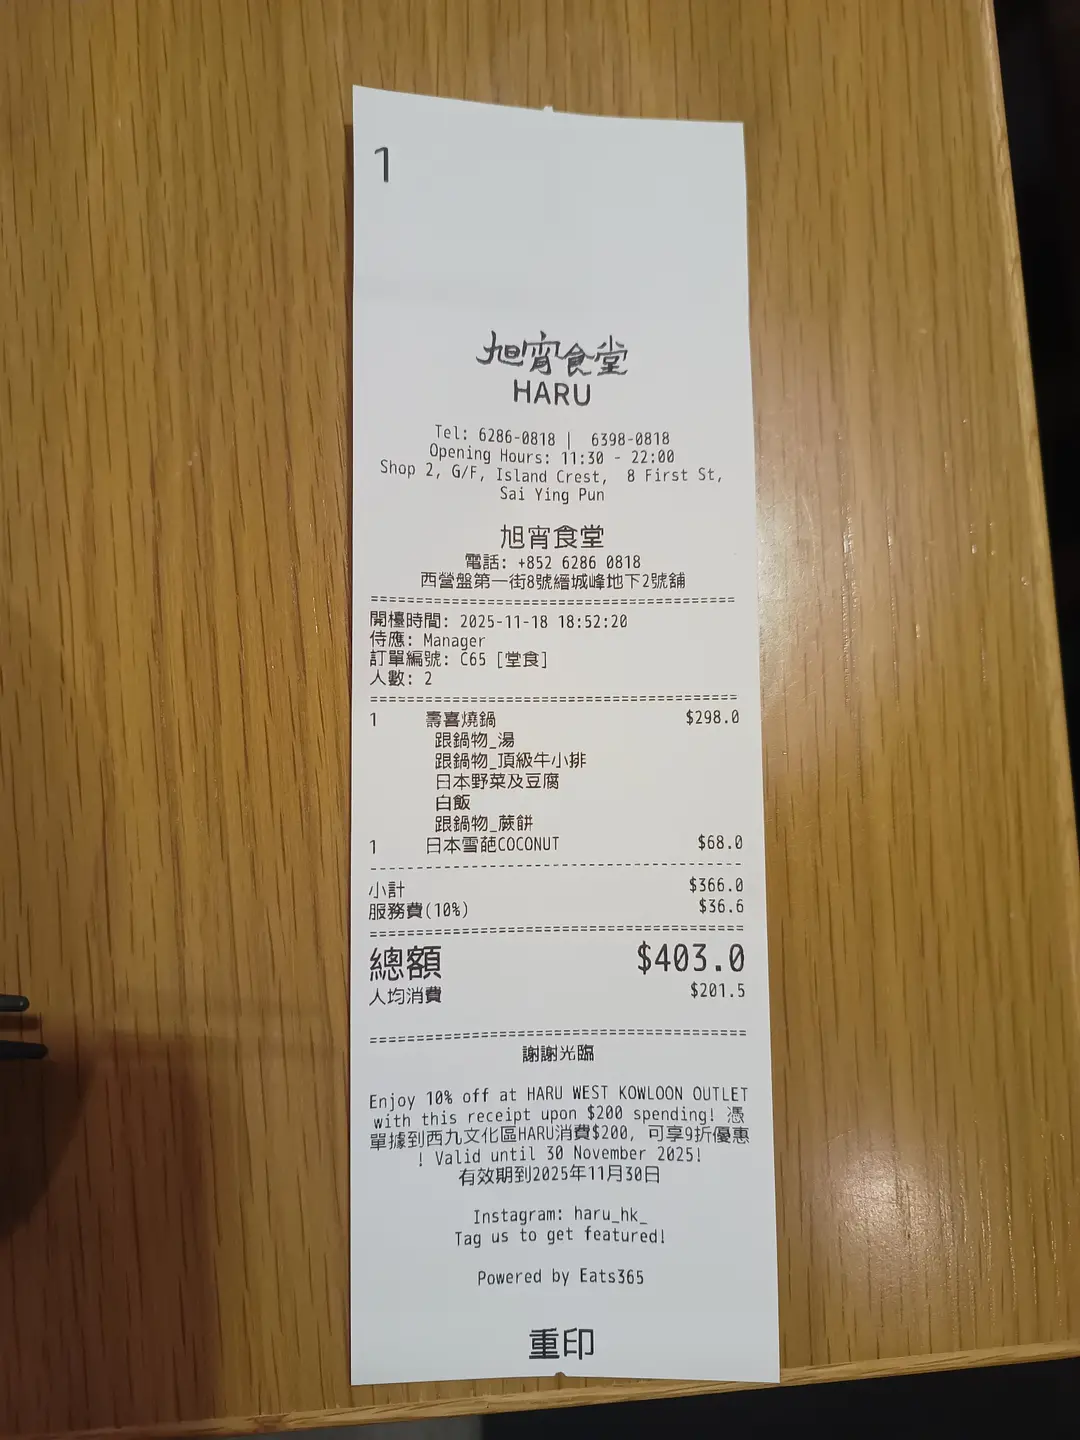 1
旭宵食堂
HARU
Tel: 6286-0818 | 6398-0818
Opening Hours: 11:30 - 22:00
Shop 2, G/F, Island Crest, 8 First St,
Sai Ying Pun
旭宵食堂
電話: +852 6286 0818
西營盤第一街8號縉城峰地下2號舖
開檯時間: 2025-11-18 18:52:20
侍應: Manager
訂單編號: C65 [堂食]
人數: 2
1 壽喜燒鍋 $298.0
跟鍋物_湯
跟鍋物_頂級牛小排
日本野菜及豆腐
白飯
跟鍋物_蕨餅
1 日本雪葩COCONUT $68.0
小計 $366.0
服務費(10%) $36.6
總額 $403.0
人均消費 $201.5
謝謝光臨
Enjoy 10% off at HARU WEST KOWLOON OUTLET
with this receipt upon $200 spending! 憑
單據到西九文化區HARU消費$200, 可享9折優惠
! Valid until 30 November 2025!
有效期到2025年11月30日
Instagram: haru_hk_
Tag us to get featured!
Powered by Eats365
重印